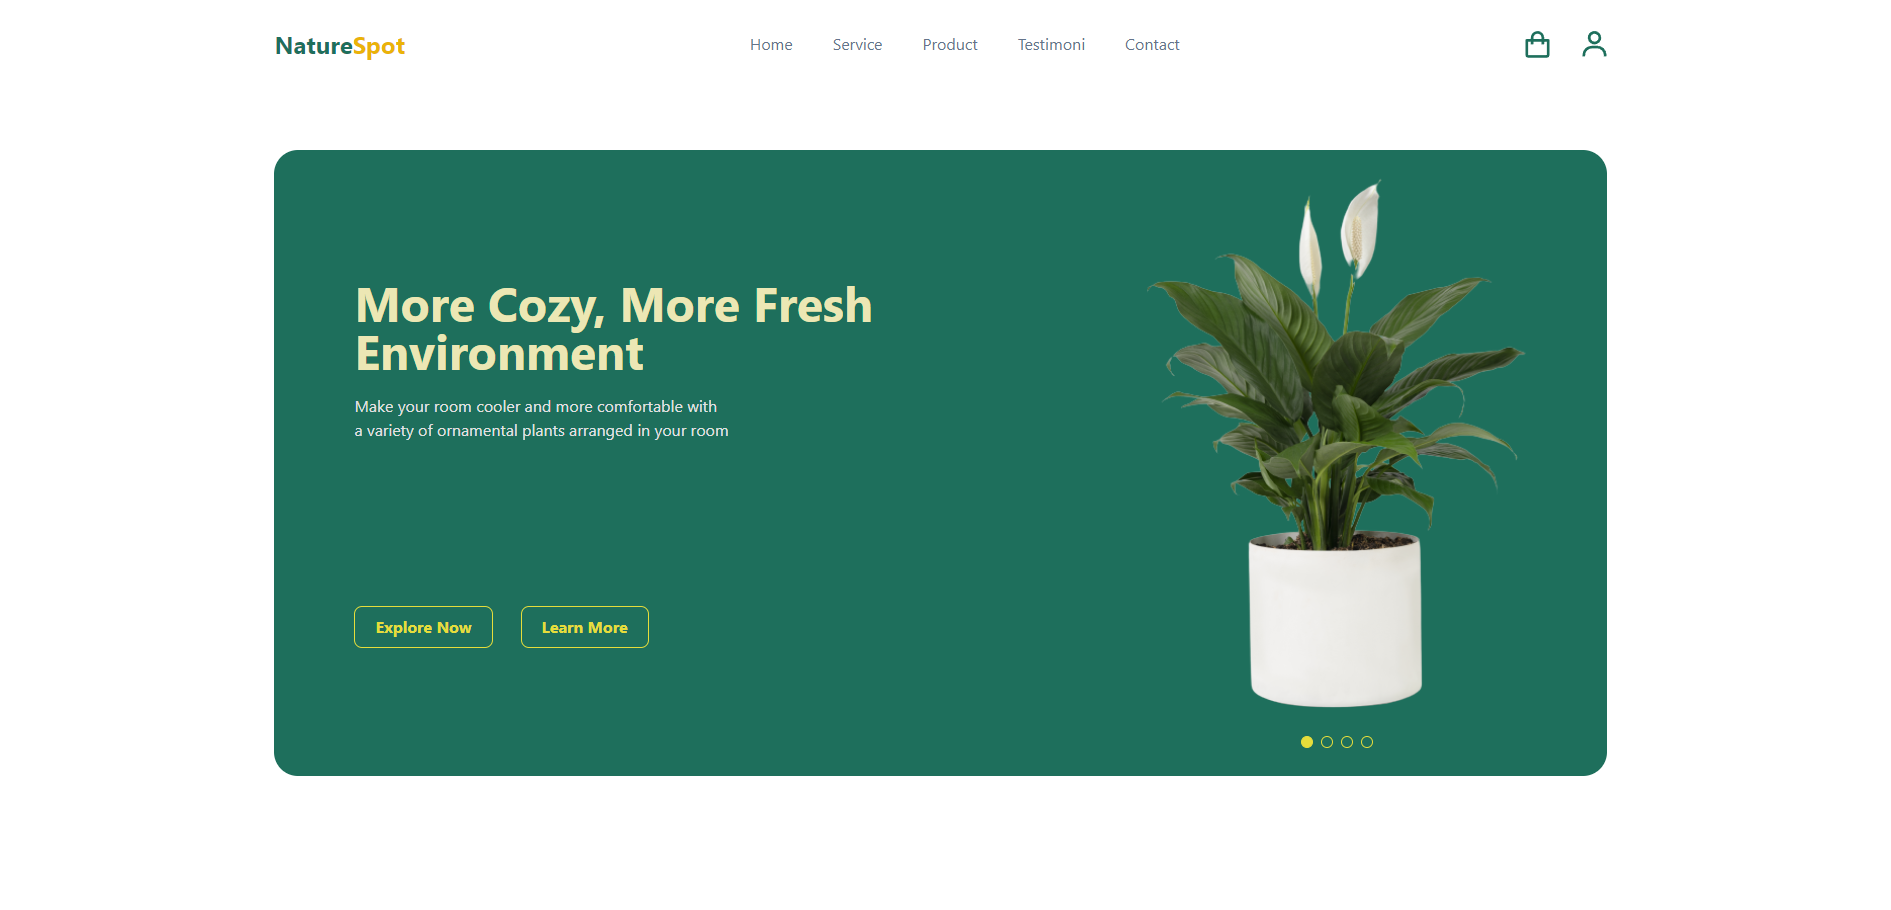 NatureSpot
Home
Service
Product
Testimoni
Contact
More Cozy, More Fresh
Environment
Make your room cooler and more comfortable with
a variety of ornamental plants arranged in your room
Explore Now
Learn More